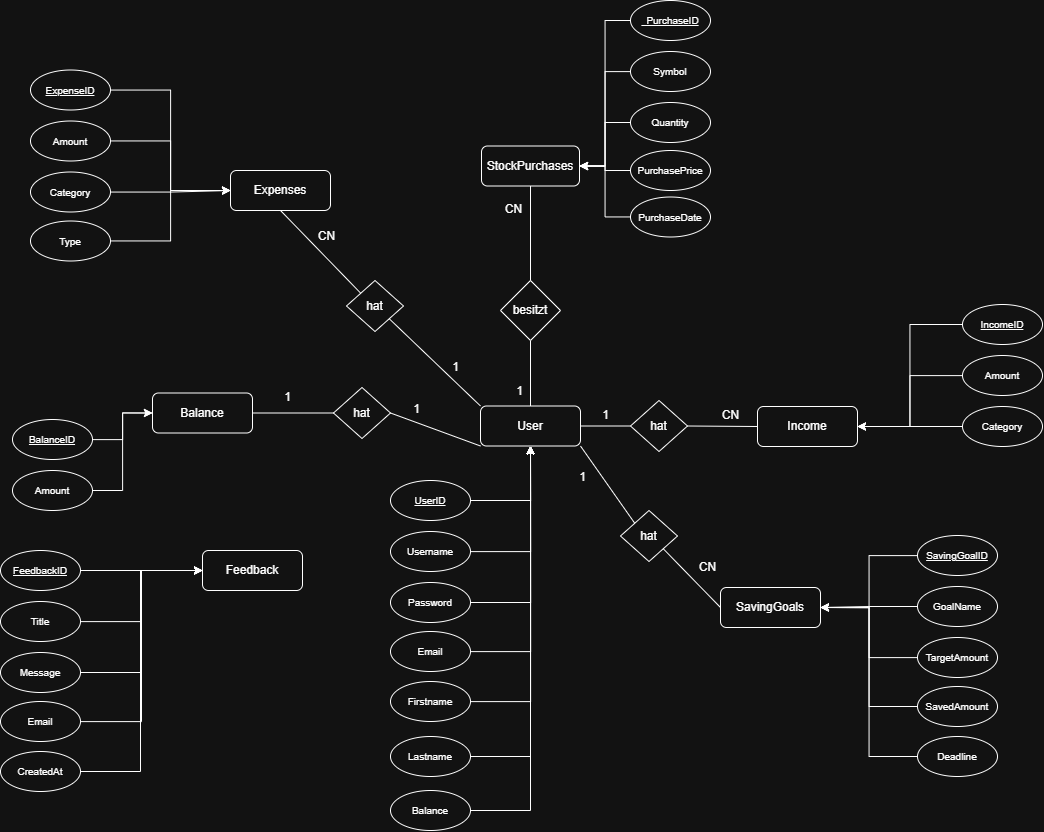 PurchaseID
Symbol
Quantity
PurchasePrice
PurchaseDate
StockPurchases
CN
besitzt
1
ExpenseID
Amount
Category
Type
Expenses
CN
hat
1
BalanceID
Amount
Balance
1
hat
1
User
1
hat
CN
Income
IncomeID
Amount
Category
1
hat
CN
SavingGoals
SavingGoalID
GoalName
TargetAmount
SavedAmount
Deadline
UserID
Username
Password
Email
Firstname
Lastname
Balance
FeedbackID
Title
Message
Email
CreatedAt
Feedback